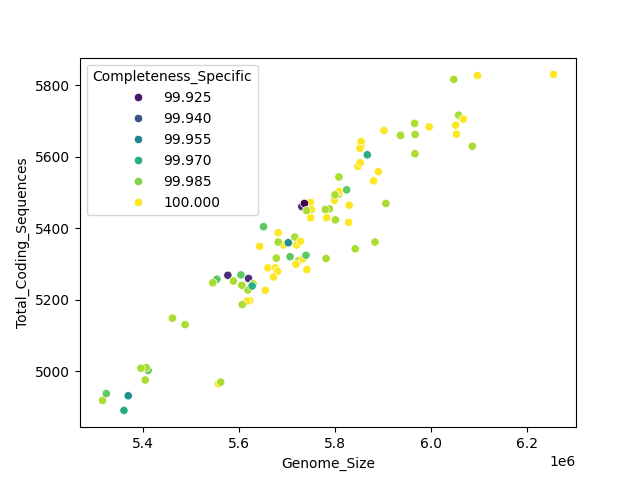 Completeness_Specific
99.925
99.940
99.955
99.970
99.985
100.000
Total_Coding_Sequences
5800
5600
5400
5200
5000
5.4 5.6 5.8 6.0 6.2
1e6
Genome_Size